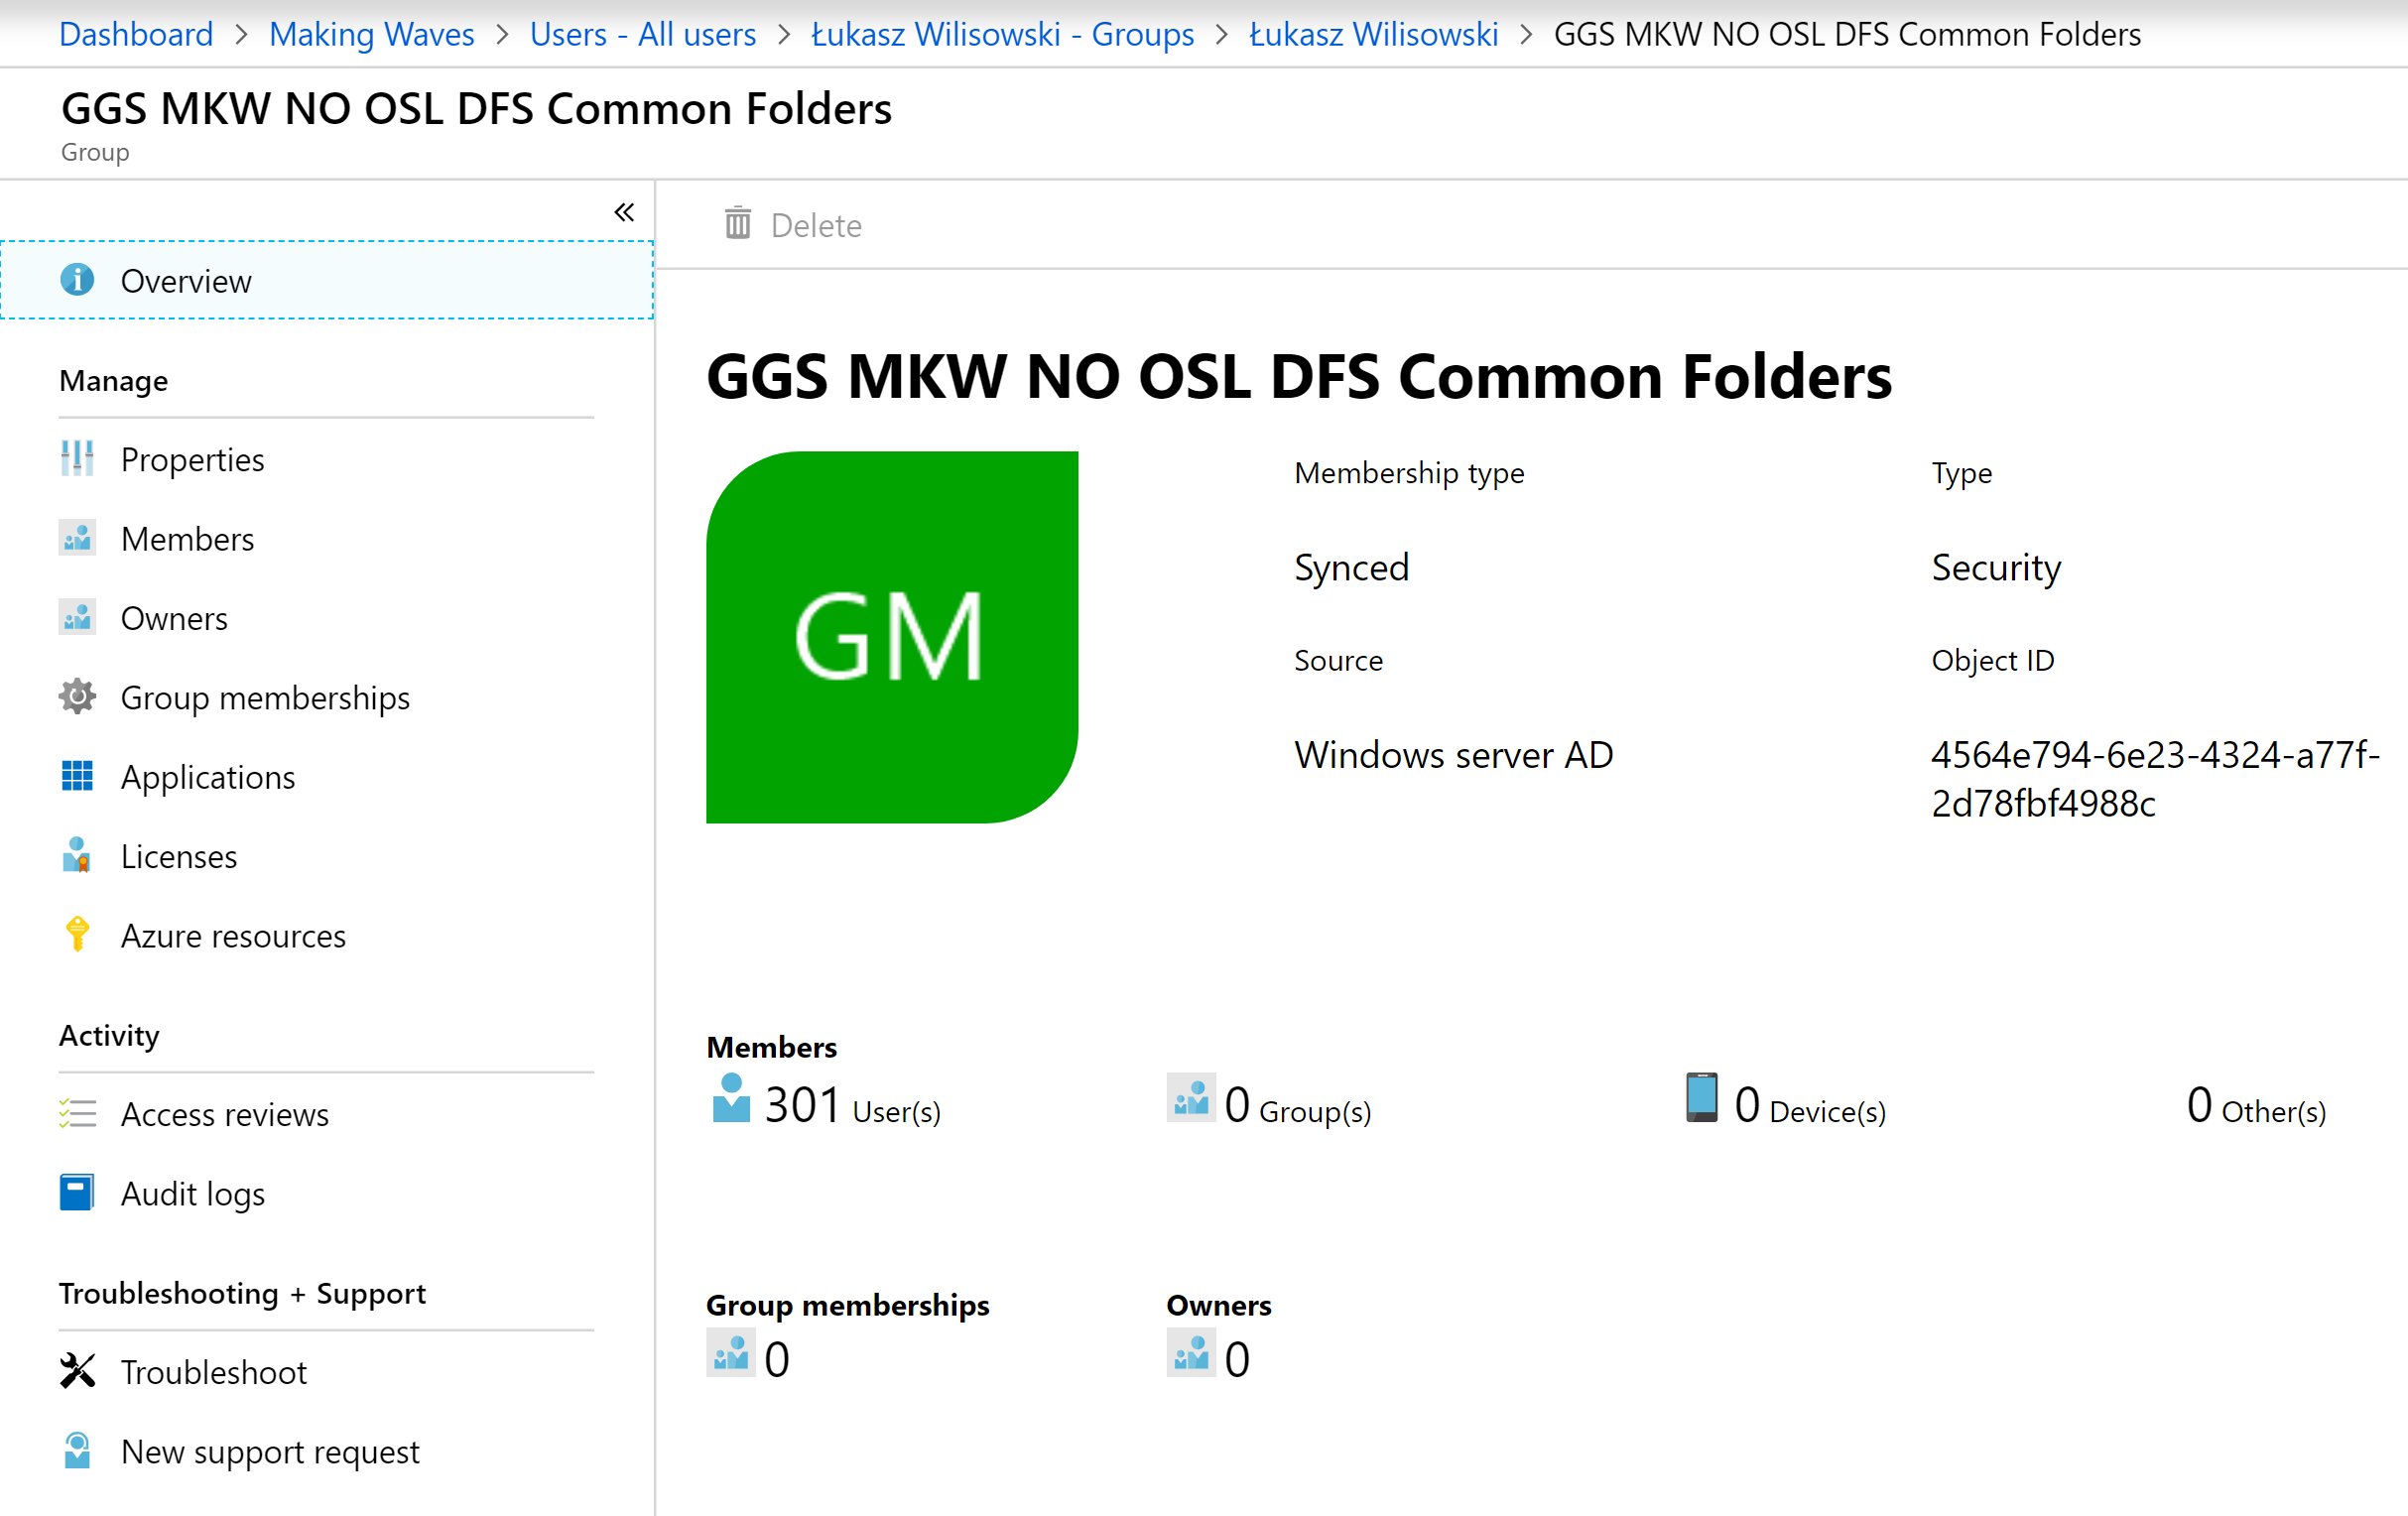 Dashboard > Making Waves > Users - All users > Łukasz Wilisowski - Groups > Łukasz Wilisowski > GGS MKW NO OSL DFS Common Folders
GGS MKW NO OSL DFS Common Folders
Group
«
Delete
Overview
Manage
Properties
Members
Owners
Group memberships
Applications
Licenses
Azure resources
Activity
Access reviews
Audit logs
Troubleshooting + Support
Troubleshoot
New support request
GGS MKW NO OSL DFS Common Folders
GM
Membership type
Synced
Source
Windows server AD
Type
Security
Object ID
4564e794-6e23-4324-a77f-
2d78fbf4988c
Members
301 User(s)
0 Group(s)
0 Device(s)
0 Other(s)
Group memberships
0
Owners
0